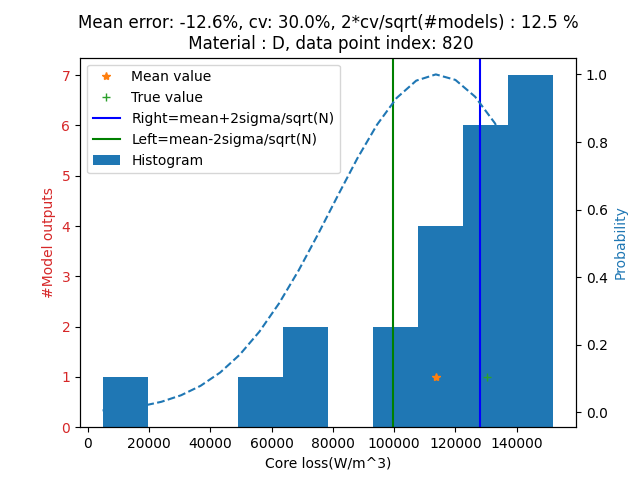 Mean error: -12.6%, cv: 30.0%, 2*cv/sqrt(#models) : 12.5 %
Material : D, data point index: 820
Mean value
True value
Right=mean+2sigma/sqrt(N)
Left=mean-2sigma/sqrt(N)
Histogram
#Model outputs
7
6
5
4
3
2
1
0
1.0
0.8
0.6
0.4
0.2
0.0
Probability
0 20000 40000 60000 80000 100000 120000 140000
Core loss(W/m^3)